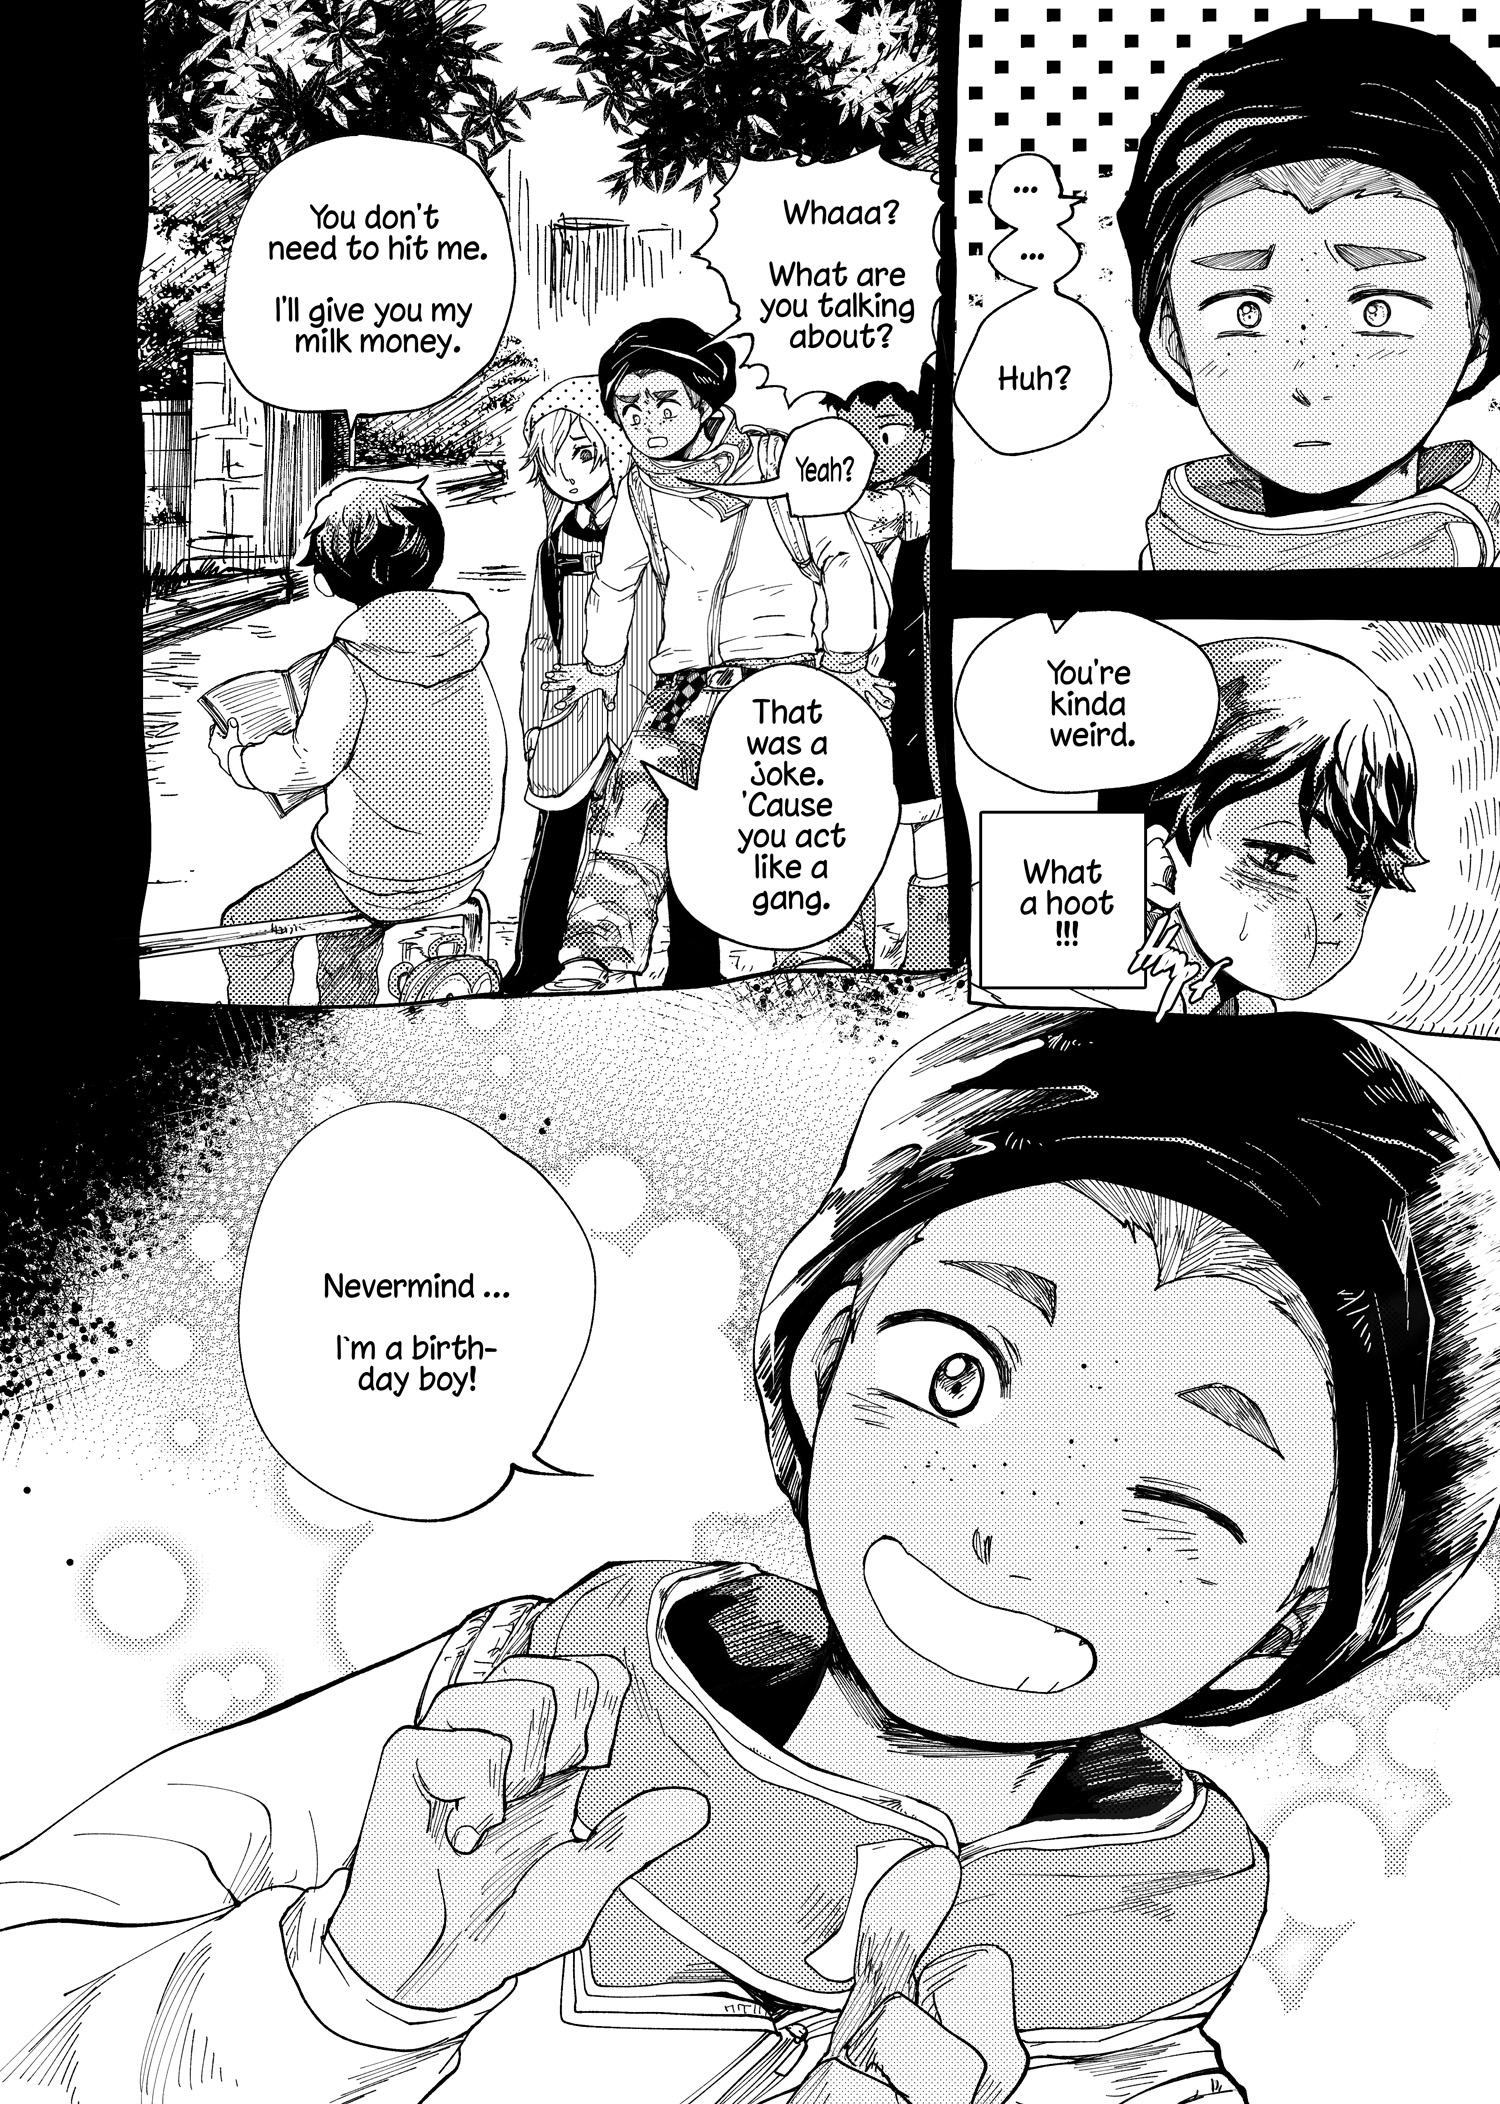 You don't
need to hit me.
I'll give you my
milk money.
Whaaa?
What are
you talking
about?
Yeah?
That
was a
joke.
'Cause
you act
like a
gang.
...
...
Huh?
You're
kinda
weird.
What
a hoot
!!!
Nevermind ...
I`m a birth-
day boy!